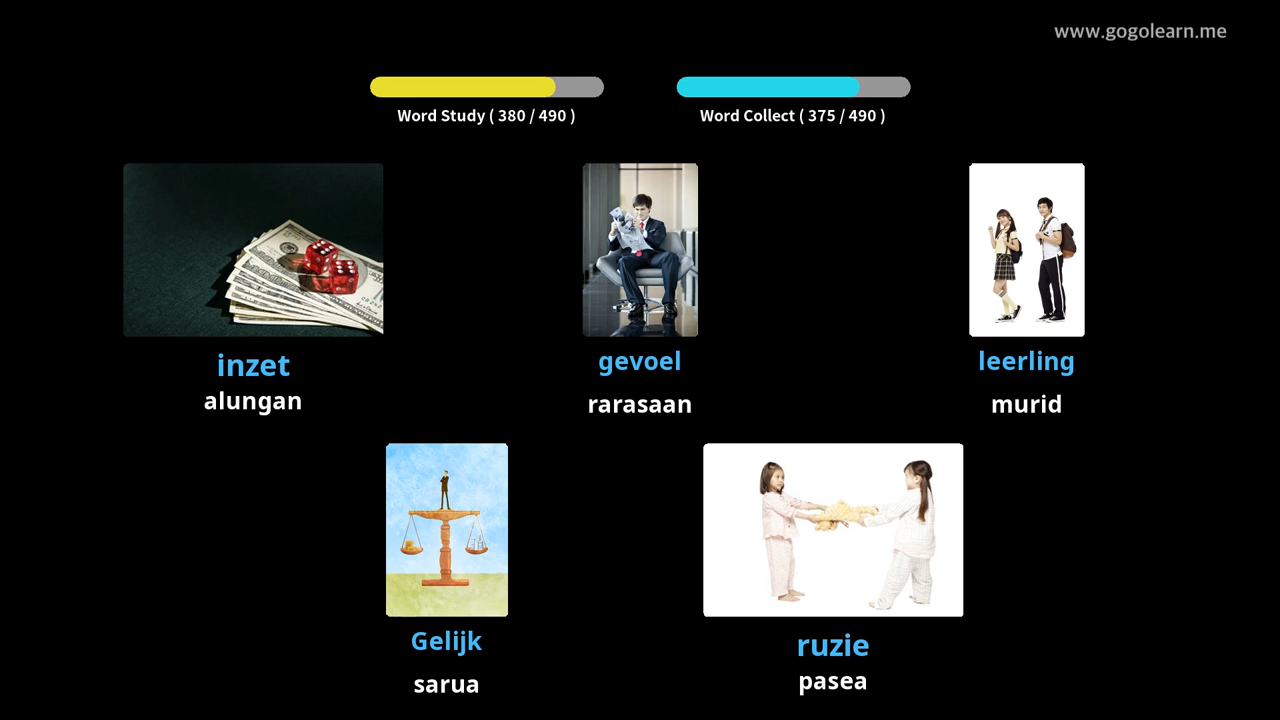 www.gogolearn.me
Word Study ( 380 / 490 )
Word Collect ( 375 / 490 )
inzet
alungan
gevoel
rarasaan
leerling
murid
Gelijk
sarua
ruzie
pasea